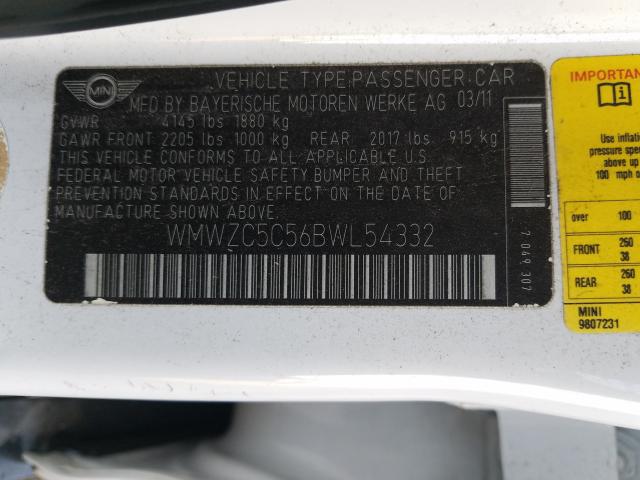 MINI
VEHICLE TYPE:PASSENGER CAR
MFD BY BAYERISCHE MOTOREN WERKE AG 03/11
GVWR 4145 lbs 1880 kg
GAWR FRONT 2205 lbs 1000 kg REAR 2017 lbs 915 kg
THIS VEHICLE CONFORMS TO ALL APPLICABLE U.S.
FEDERAL MOTOR VEHICLE SAFETY BUMPER AND THEFT
PREVENTION STANDARDS IN EFFECT ON THE DATE OF
MANUFACTURE SHOWN ABOVE.
WMWZC5C56BWL54332
7 049 307
IMPORTAN
Use inflatio
pressure spe
above up
100 mph o
over 100
FRONT 260
38
REAR 260
38
MINI
9807231